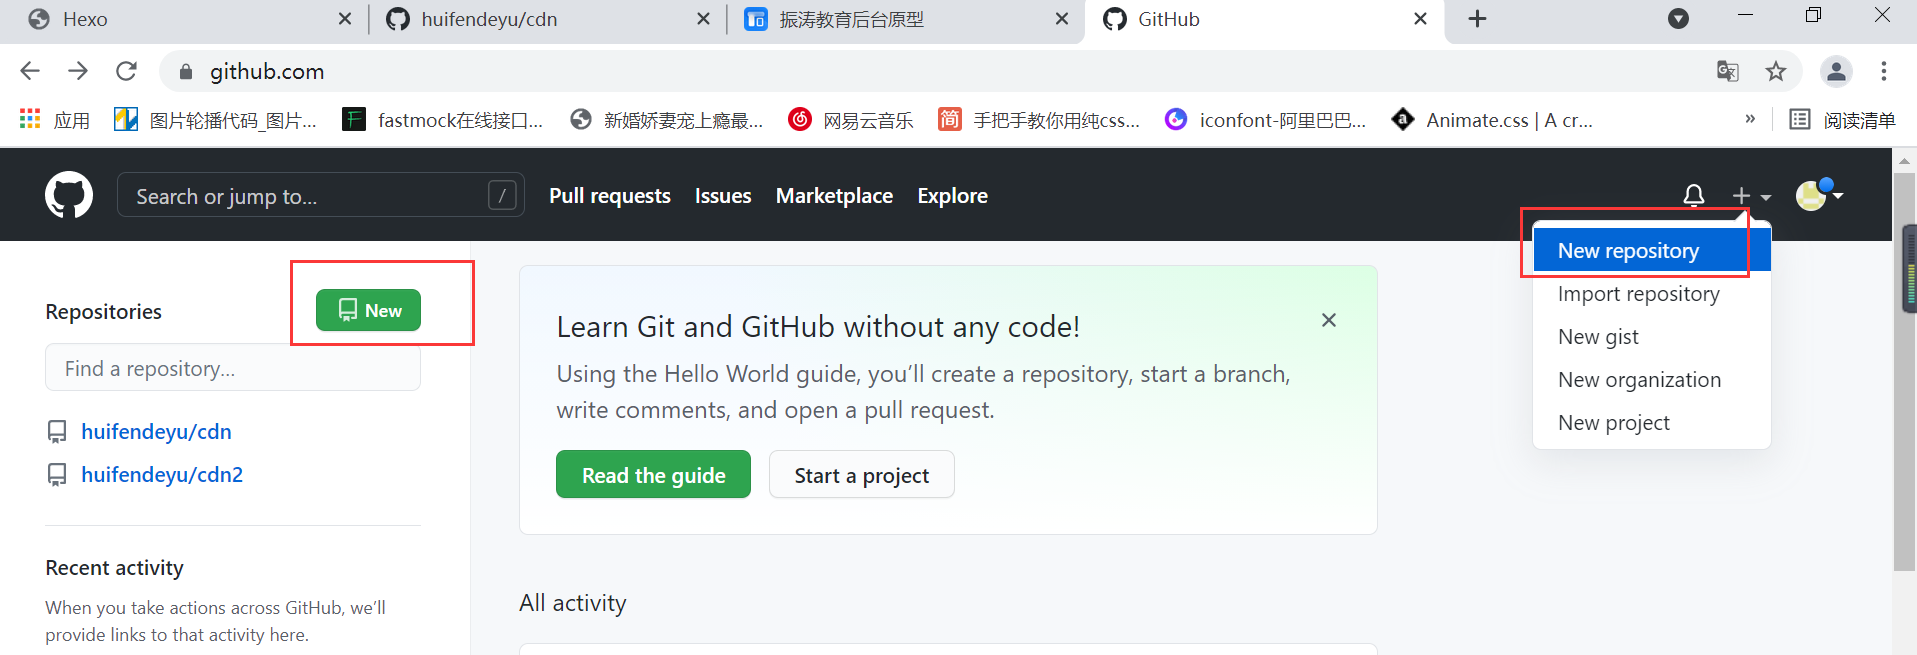 Hexo
huifendeyu/cdn
振涛教育后台原型
GitHub
github.com
应用
图片轮播代码_图片...
fastmock在线接口...
新婚娇妻宠上瘾最...
网易云音乐
手把手教你用纯css...
iconfont-阿里巴巴...
Animate.css | A cr...
»
阅读清单
Search or jump to...
/
Pull requests
Issues
Marketplace
Explore
New repository
Import repository
New gist
New organization
New project
Repositories
New
Find a repository...
huifendeyu/cdn
huifendeyu/cdn2
Recent activity
When you take actions across GitHub, we’ll
provide links to that activity here.
Learn Git and GitHub without any code!
Using the Hello World guide, you’ll create a repository, start a branch,
write comments, and open a pull request.
Read the guide
Start a project
All activity